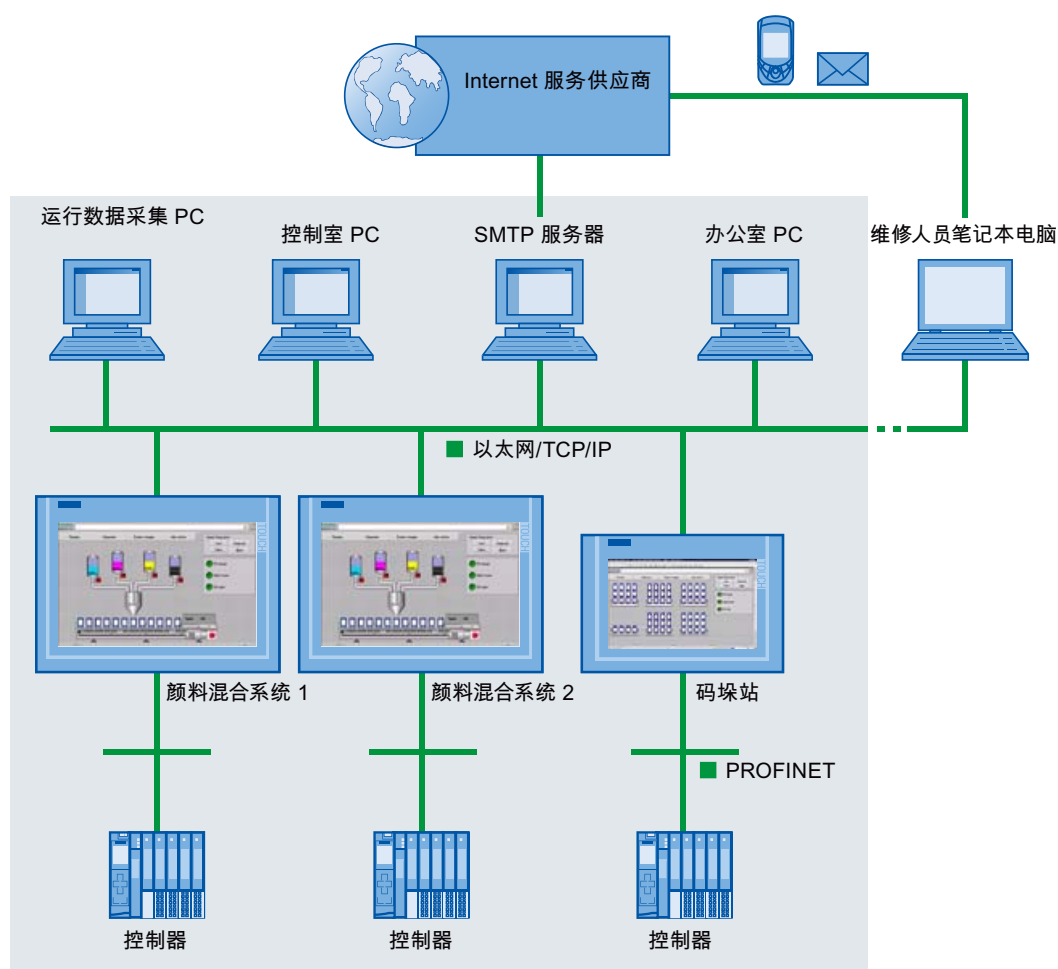 Internet 服务供应商
运行数据采集 PC
控制室 PC
SMTP 服务器
办公室 PC
维修人员笔记本电脑
以太网/TCP/IP
TOUCH
TOUCH
TOUCH
颜料混合系统 1
颜料混合系统 2
码垛站
PROFINET
控制器
控制器
控制器